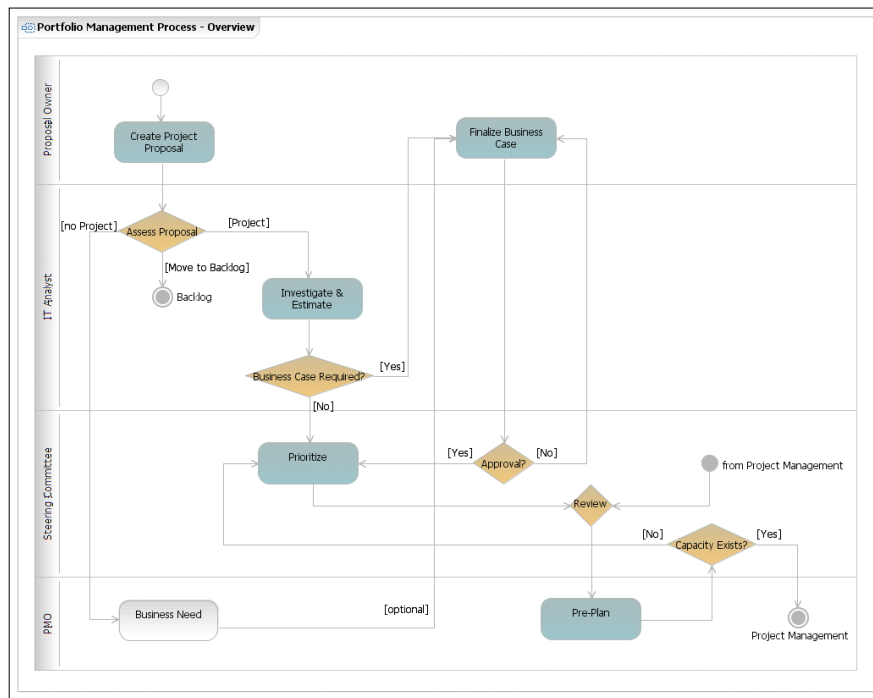 Portfolio Management Process - Overview
Proposal Owner
Create Project
Proposal
Finalize Business
Case
IT Analyst
[no Project]
Assess Proposal
[Project]
[Move to Backlog]
Backlog
Investigate &
Estimate
Business Case Required?
[Yes]
[No]
Steering Committee
Prioritize
[Yes]
Approval?
[No]
from Project Management
Review
[No]
Capacity Exists?
[Yes]
PMO
Business Need
[optional]
Pre-Plan
Project Management